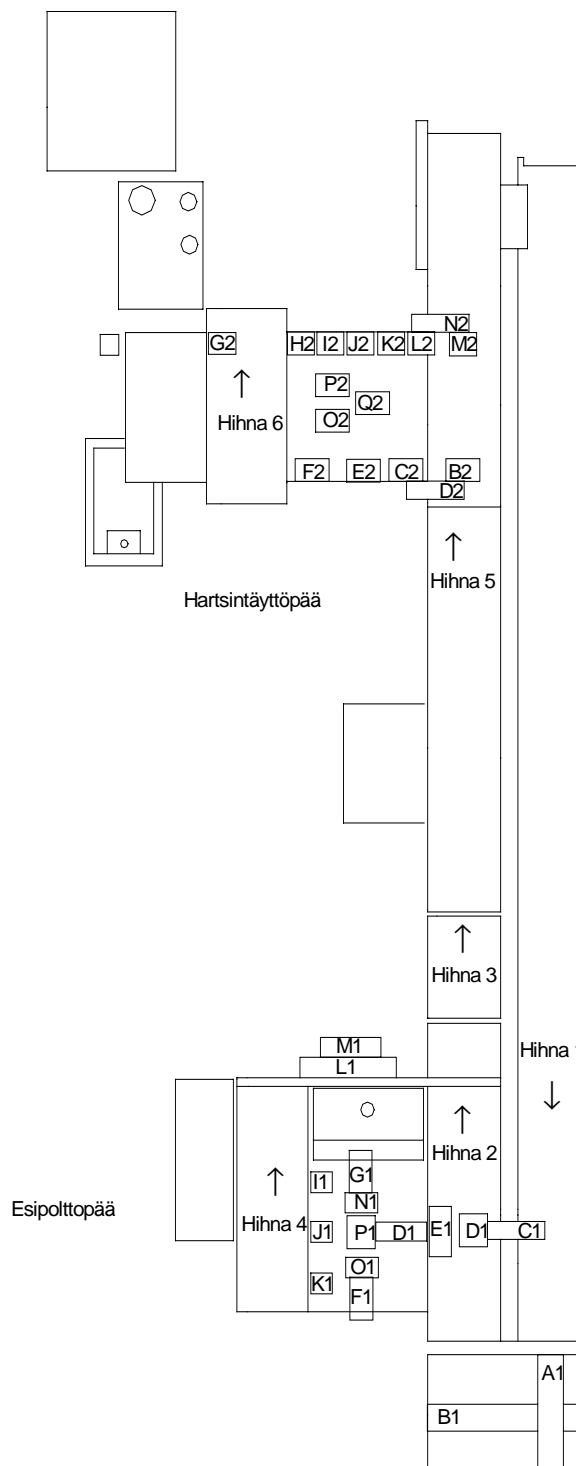 N2
G2 H2 I2 J2 K2 L2 M2
P2
Q2
O2
Hihna 6
F2 E2 C2 B2
D2
Hihna 5
Hartsintäyttöpää
Hihna 3
M1
L1
Hihna
Hihna 2
I1 G1
N1
Esipolttopää
Hihna 4
J1 P1 D1 E1 D1 C1
O1
K1
F1
A1
B1